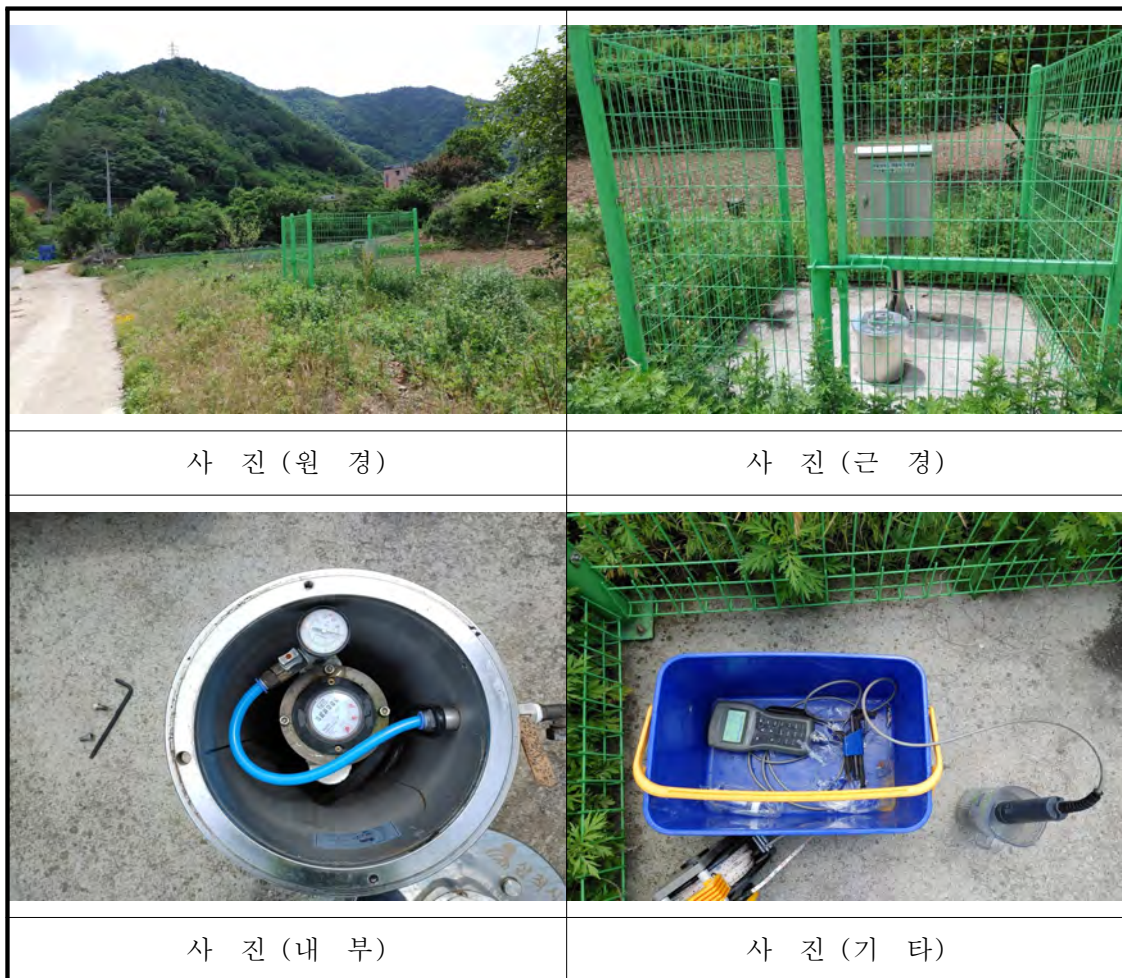 사 진 (원 경)
사 진 (근 경)
사 진 (내 부)
사 진 (기 타)